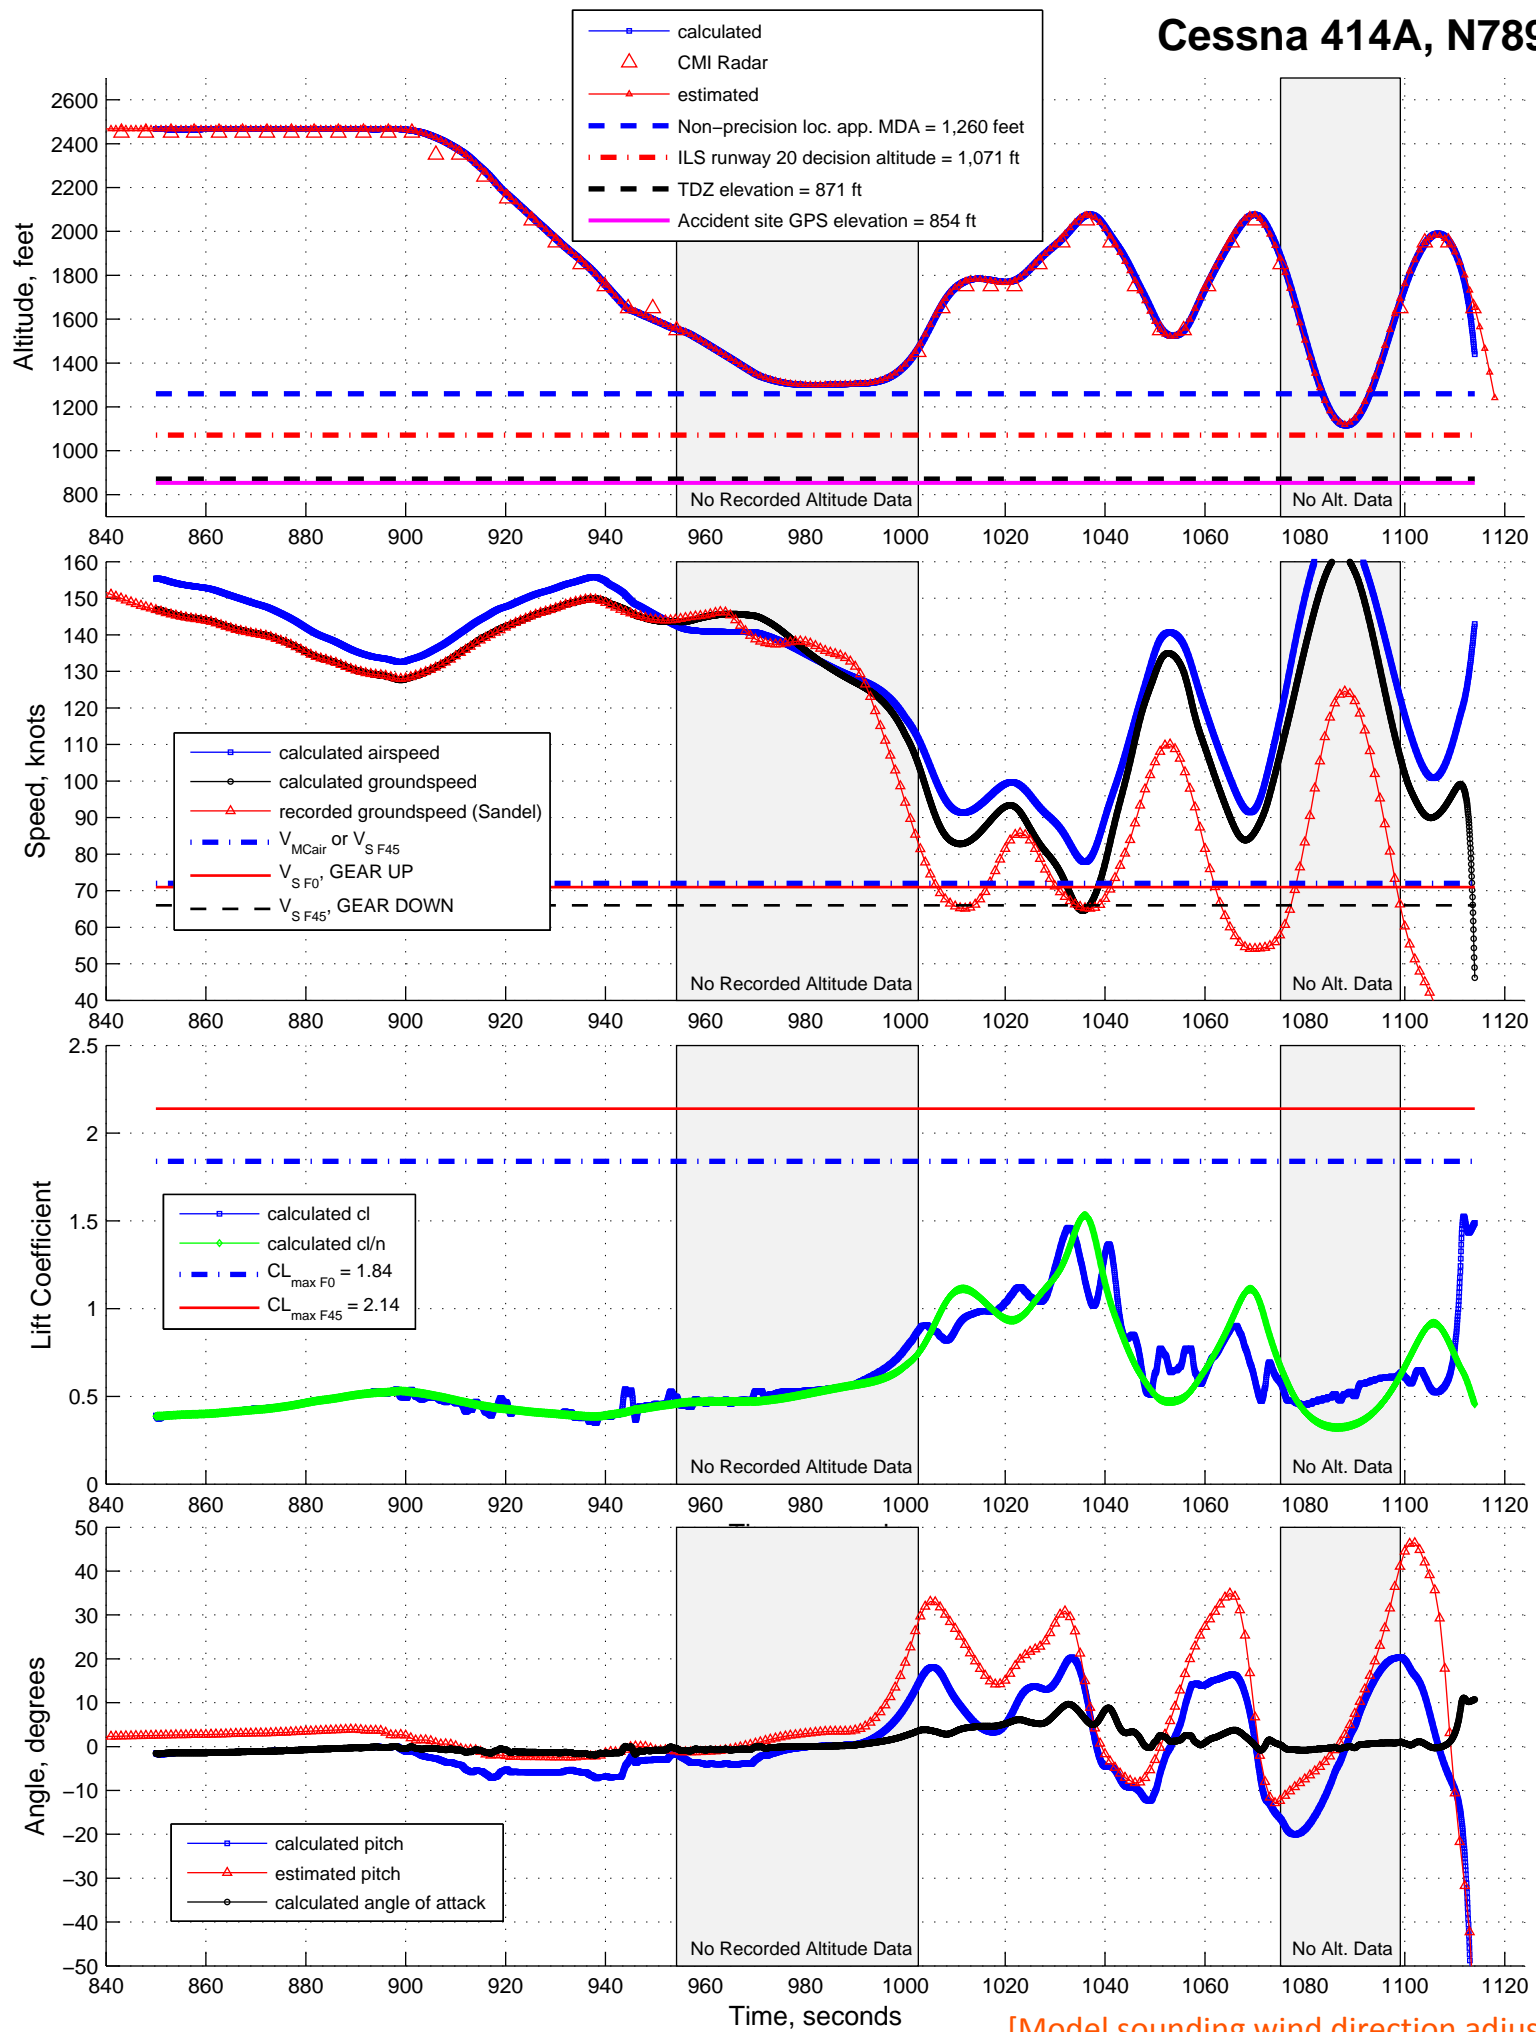 Cessna 414A, N789
calculated
CMI Radar
estimated
Non−precision loc. app. MDA = 1,260 feet
ILS runway 20 decision altitude = 1,071 ft
TDZ elevation = 871 ft
Accident site GPS elevation = 854 ft
Altitude, feet
2600
2400
2200
2000
1800
1600
1400
1200
1000
800
No Recorded Altitude Data
No Alt. Data
840 860 880 900 920 940 960 980 1000 1020 1040 1060 1080 1100 1120
Speed, knots
160
150
140
130
120
110
100
90
80
70
60
50
40
calculated airspeed
calculated groundspeed
recorded groundspeed (Sandel)
VMCair or VS F45
VS F0, GEAR UP
VS F45, GEAR DOWN
No Recorded Altitude Data
No Alt. Data
840 860 880 900 920 940 960 980 1000 1020 1040 1060 1080 1100 1120
Lift Coefficient
2.5
2
1.5
1
0.5
0
calculated cl
calculated cl/n
CLmax F0 = 1.84
CLmax F45 = 2.14
No Recorded Altitude Data
No Alt. Data
840 860 880 900 920 940 960 980 1000 1020 1040 1060 1080 1100 1120
Angle, degrees
50
40
30
20
10
0
−10
−20
−30
−40
−50
calculated pitch
estimated pitch
calculated angle of attack
No Recorded Altitude Data
No Alt. Data
840 860 880 900 920 940 960 980 1000 1020 1040 1060 1080 1100 1120
Time, seconds
[Model sounding wind direction adjus